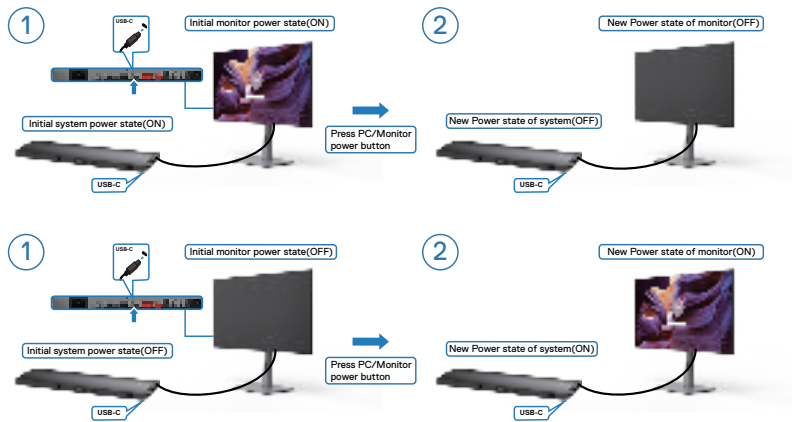 1
USB-C
Initial monitor power state(ON)
Initial system power state(ON)
USB-C
Press PC/Monitor
power button
2
New Power state of monitor(OFF)
New Power state of system(OFF)
USB-C
1
USB-C
Initial monitor power state(OFF)
Initial system power state(OFF)
USB-C
Press PC/Monitor
power button
2
New Power state of monitor(ON)
New Power state of system(ON)
USB-C